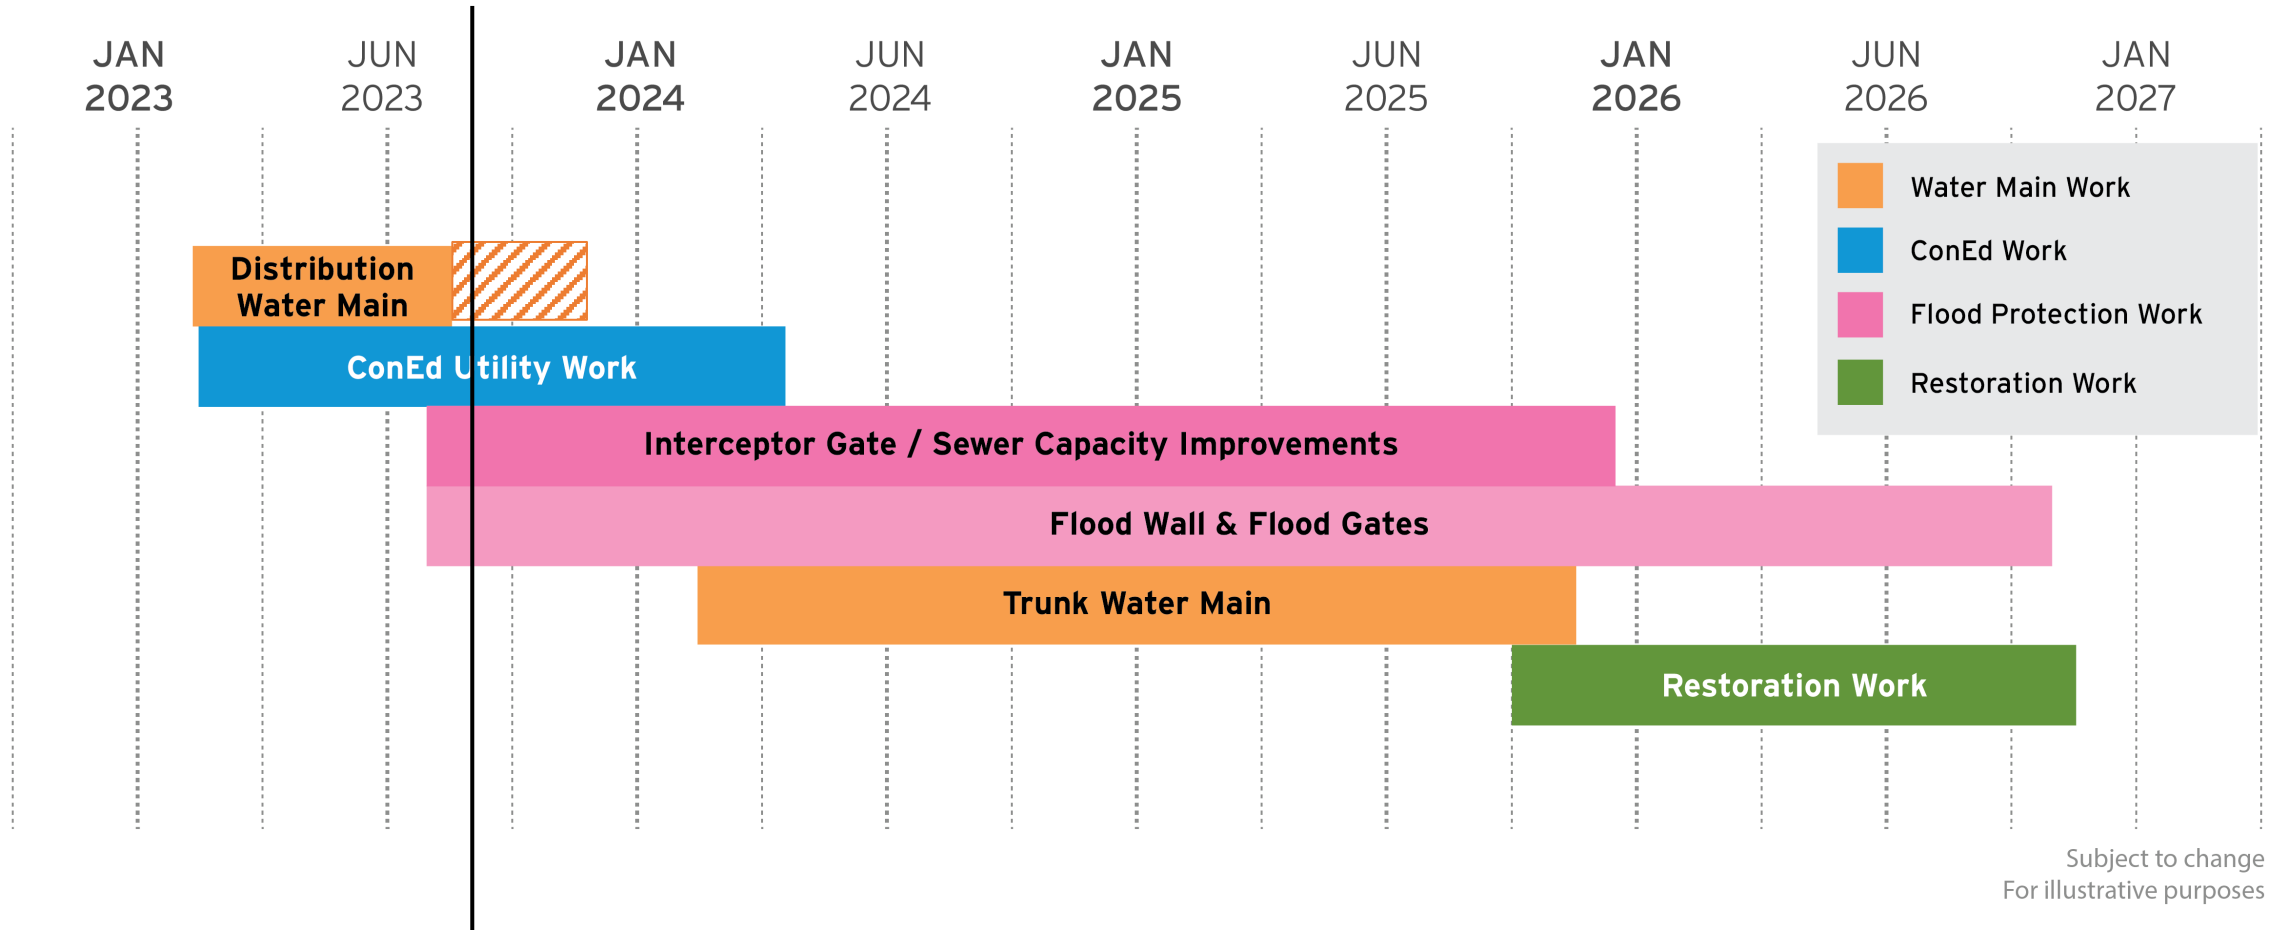 JAN JUN JAN JUN JAN JUN JAN JUN JAN
2023 2023 2024 2024 2025 2025 2026 2026 2027
Water Main Work
ConEd Work
Flood Protection Work
Restoration Work
Distribution
Water Main
ConEd Utility Work
Interceptor Gate / Sewer Capacity Improvements
Flood Wall & Flood Gates
Trunk Water Main
Restoration Work
Subject to change
For illustrative purposes